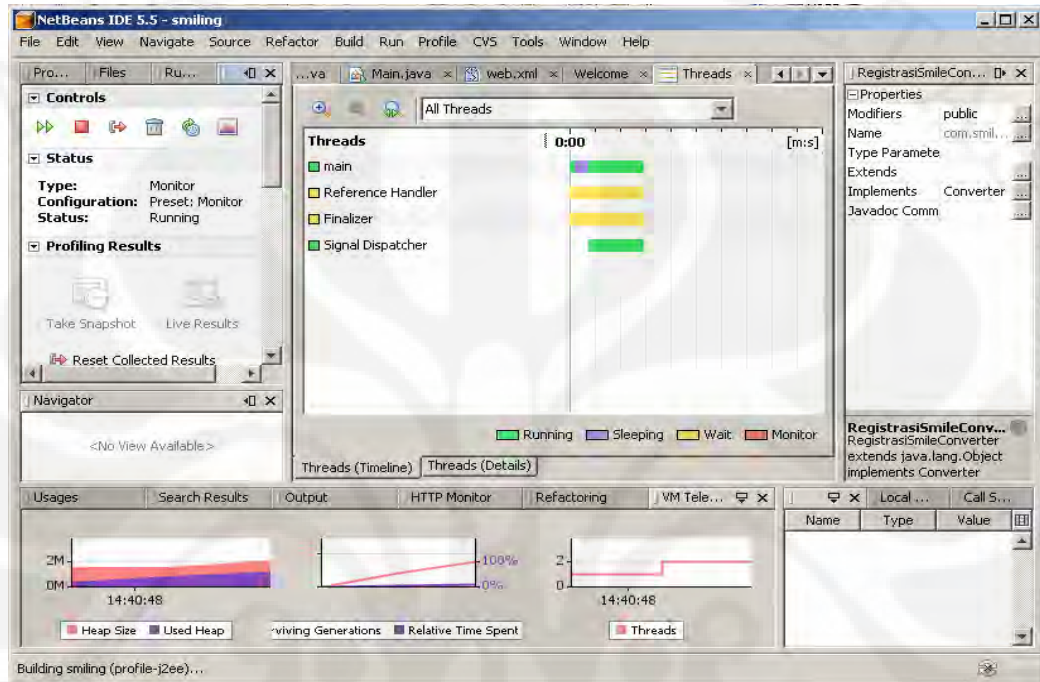 NetBeans IDE 5.5 - smiling
File Edit View Navigate Source Refactor Build Run Profile CVS Tools Window Help
Pro... Files Ru...
Controls
Status
Type: Monitor
Configuration: Preset: Monitor
Status: Running
Profiling Results
Take Snapshot Live Results
Reset Collected Results
Navigator
<No View Available>
...va Main.java web.xml Welcome Threads
All Threads
Threads 0:00 [m:s]
main
Reference Handler
Finalizer
Signal Dispatcher
Running Sleeping Wait Monitor
Threads (Timeline) Threads (Details)
RegistrasiSmileCon...
Properties
Modifiers public ...
Name com.smil... ...
Type Paramete
Extends ...
Implements Converter ...
Javadoc Comm ...
RegistrasiSmileConv...
RegistrasiSmileConverter
extends java.lang.Object
implements Converter
Usages Search Results Output HTTP Monitor Refactoring VM Tele...
2M
0M
14:40:48
Heap Size Used Heap
100%
0%
viving Generations Relative Time Spent
2
0
14:40:48
Threads
Local ... Call S...
Name Type Value
Building smiling (profile-j2ee)...